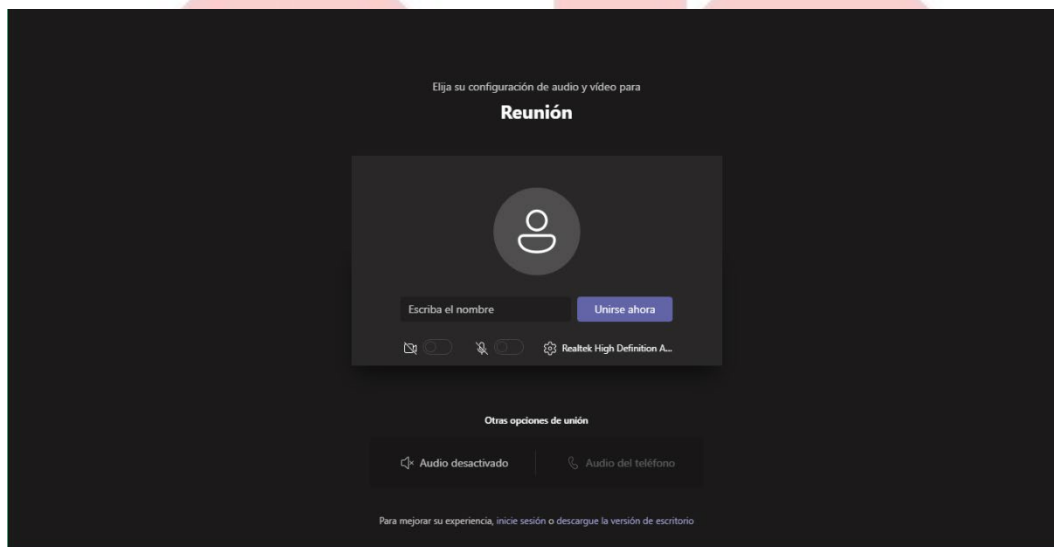 Elija su configuración de audio y vídeo para
Reunión
Escriba el nombre
Unirse ahora
Realtek High Definition A...
Otras opciones de unión
Audio desactivado
Audio del teléfono
Para mejorar su experiencia, inicie sesión o descargue la versión de escritorio